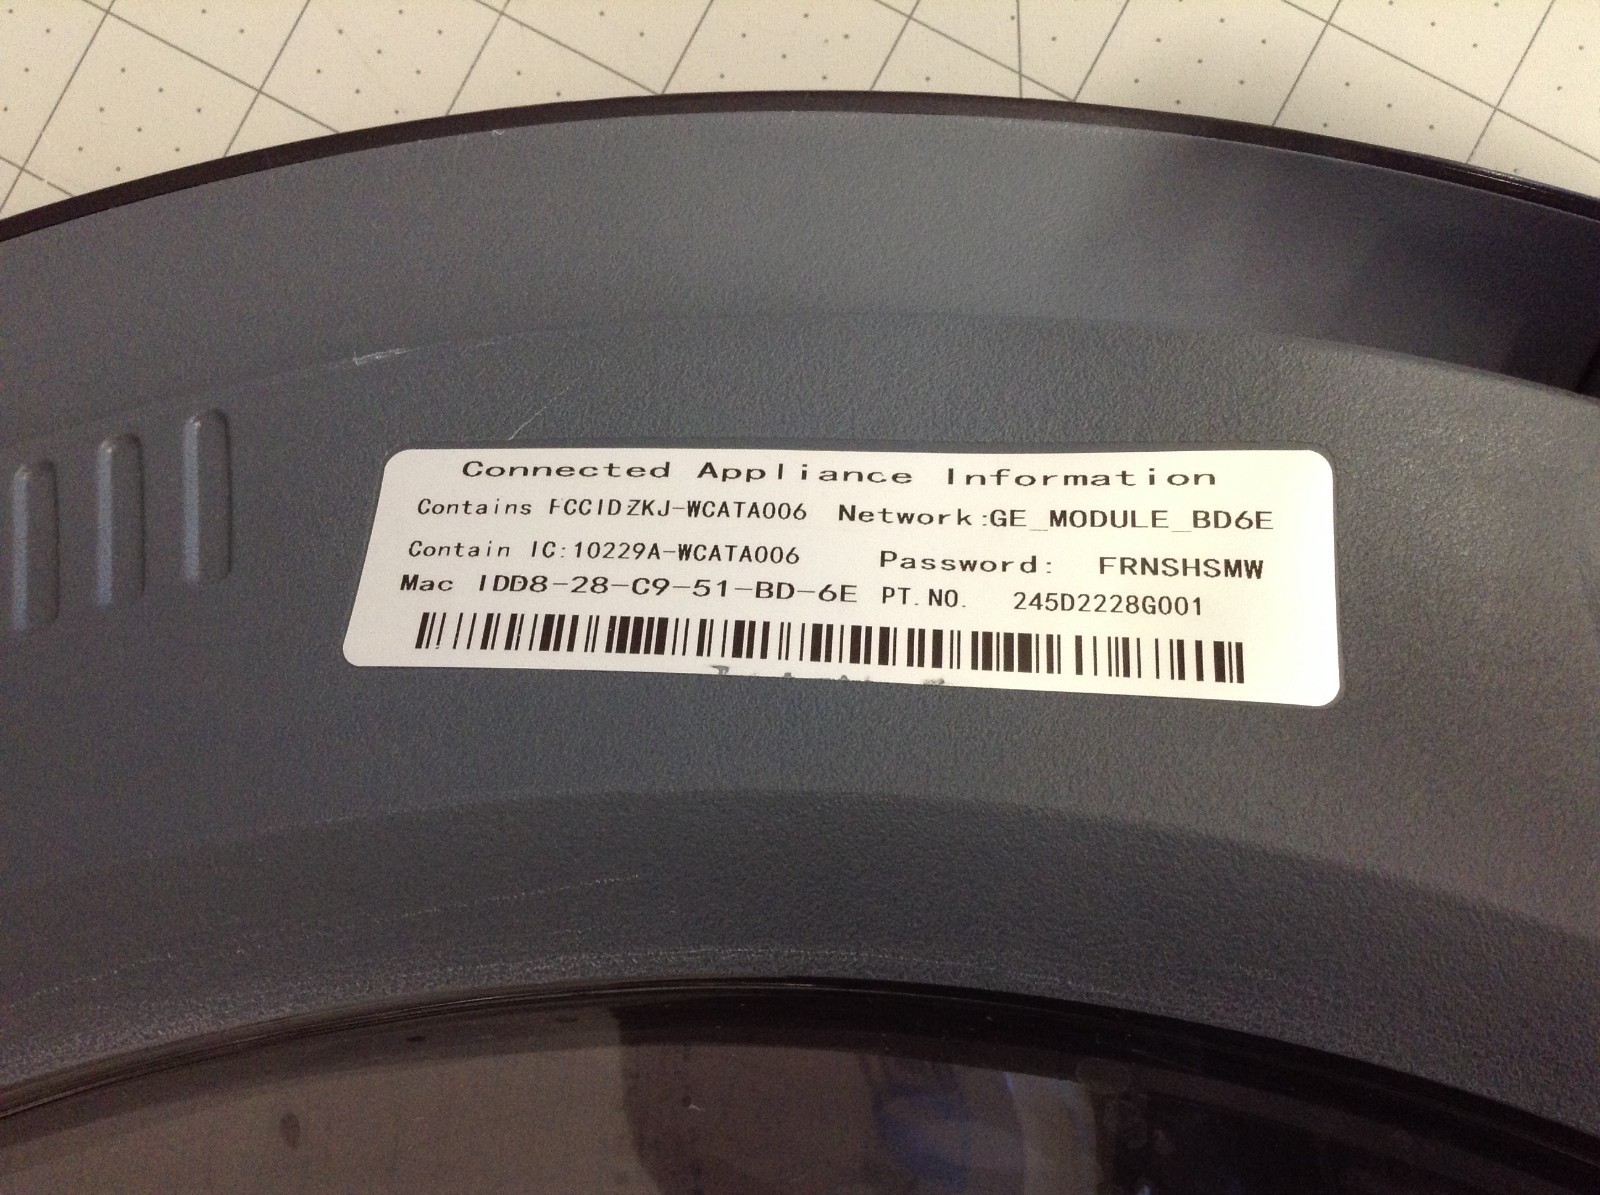 Connected Appliance Information
Contains FCCIDZKJ-WCATA006 Network:GE_MODULE_BD6E
Contain IC:10229A-WCATA006 Password: FRNSHSMW
Mac IDD8-28-C9-51-BD-6E PT.NO. 245D2228G001